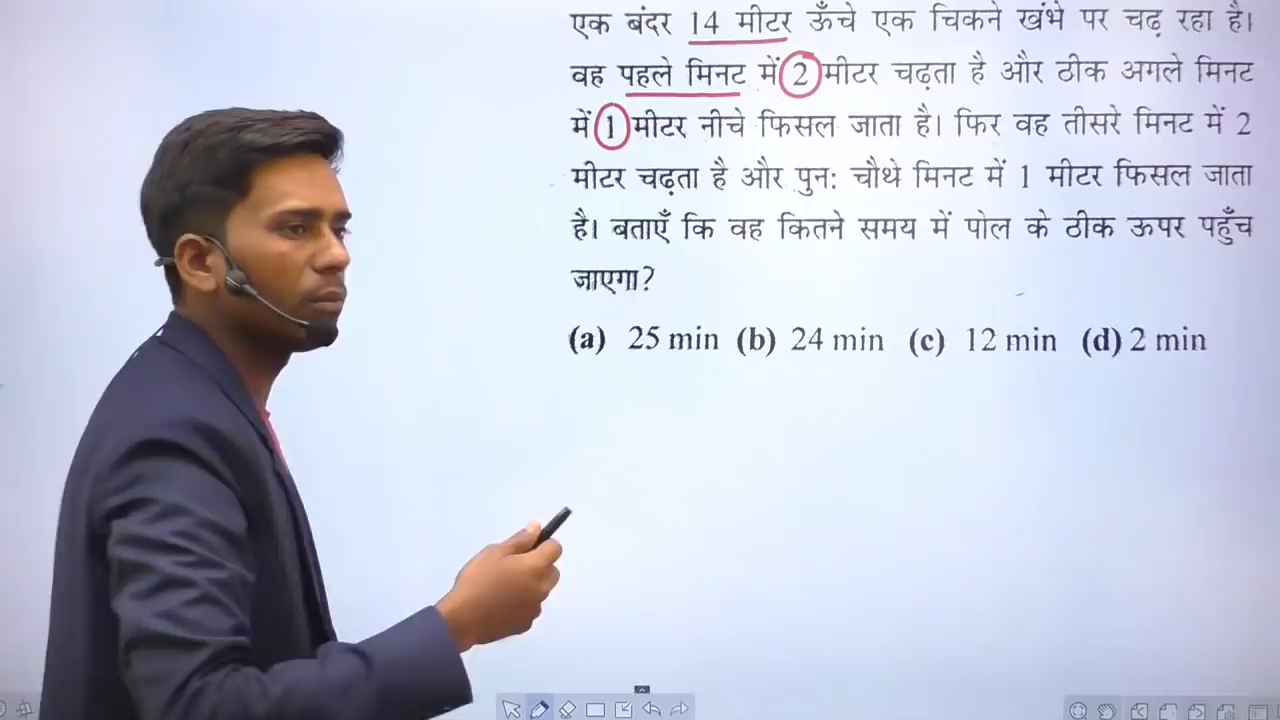 एक बंदर 14 मीटर ऊँचे एक चिकने खंभे पर चढ़ रहा है।
वह पहले मिनट में 2 मीटर चढ़ता है और ठीक अगले मिनट
में 1 मीटर नीचे फिसल जाता है। फिर वह तीसरे मिनट में 2
मीटर चढ़ता है और पुन: चौथे मिनट में 1 मीटर फिसल जाता
है। बताएँ कि वह कितने समय में पोल के ठीक ऊपर पहुँच
जाएगा?
(a) 25 min (b) 24 min (c) 12 min (d) 2 min